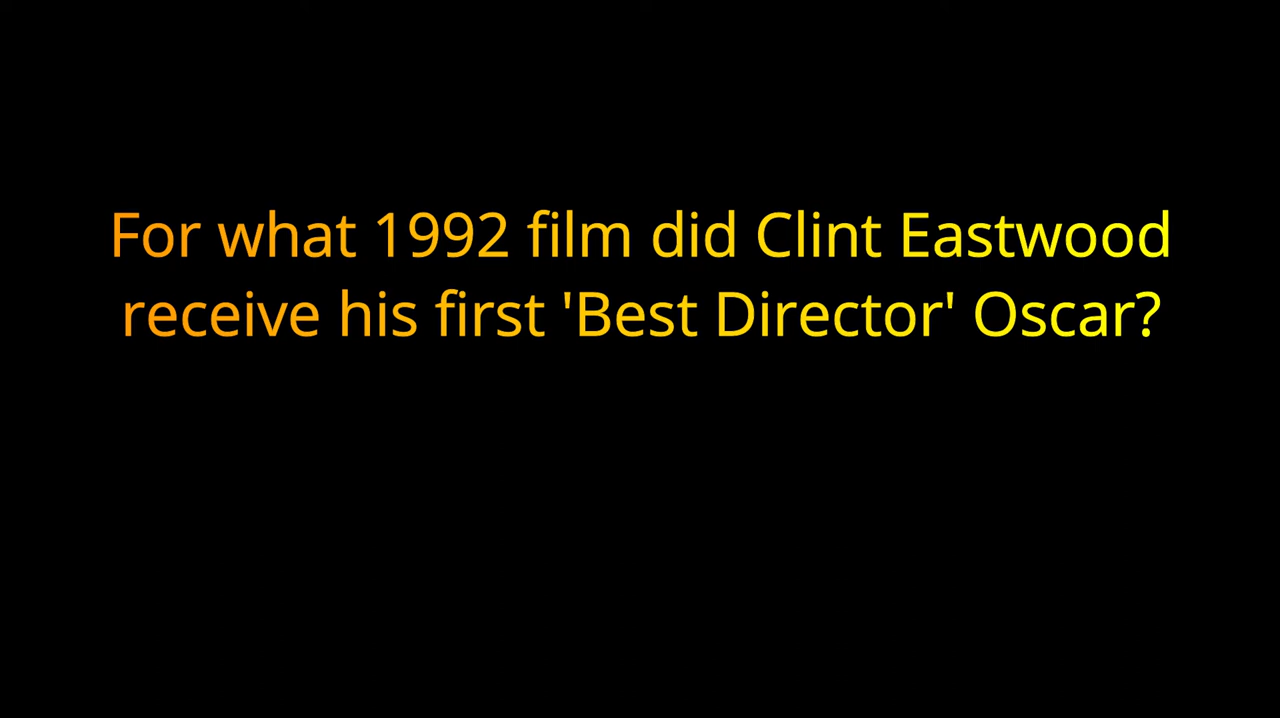 For what 1992 film did Clint Eastwood
receive his first 'Best Director' Oscar?